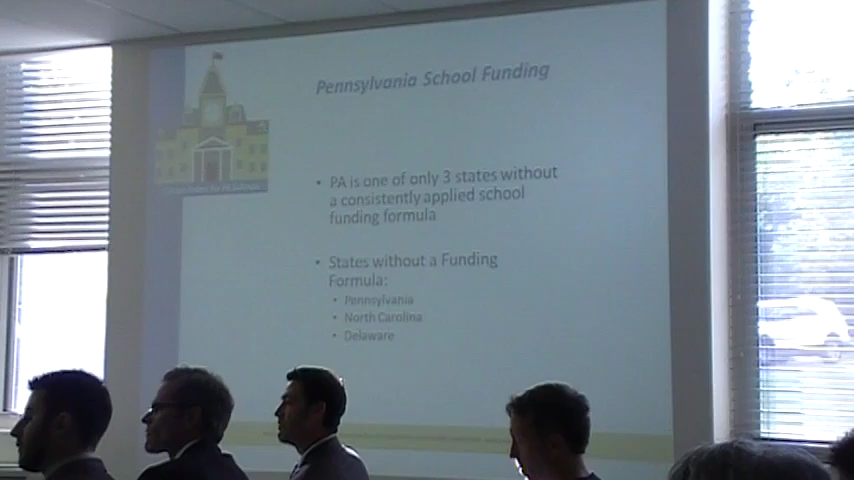 Pennsylvania School Funding
• PA is one of only 3 states without
a consistently applied school
funding formula
• States without a Funding
Formula:
• Pennsylvania
• North Carolina
• Delaware